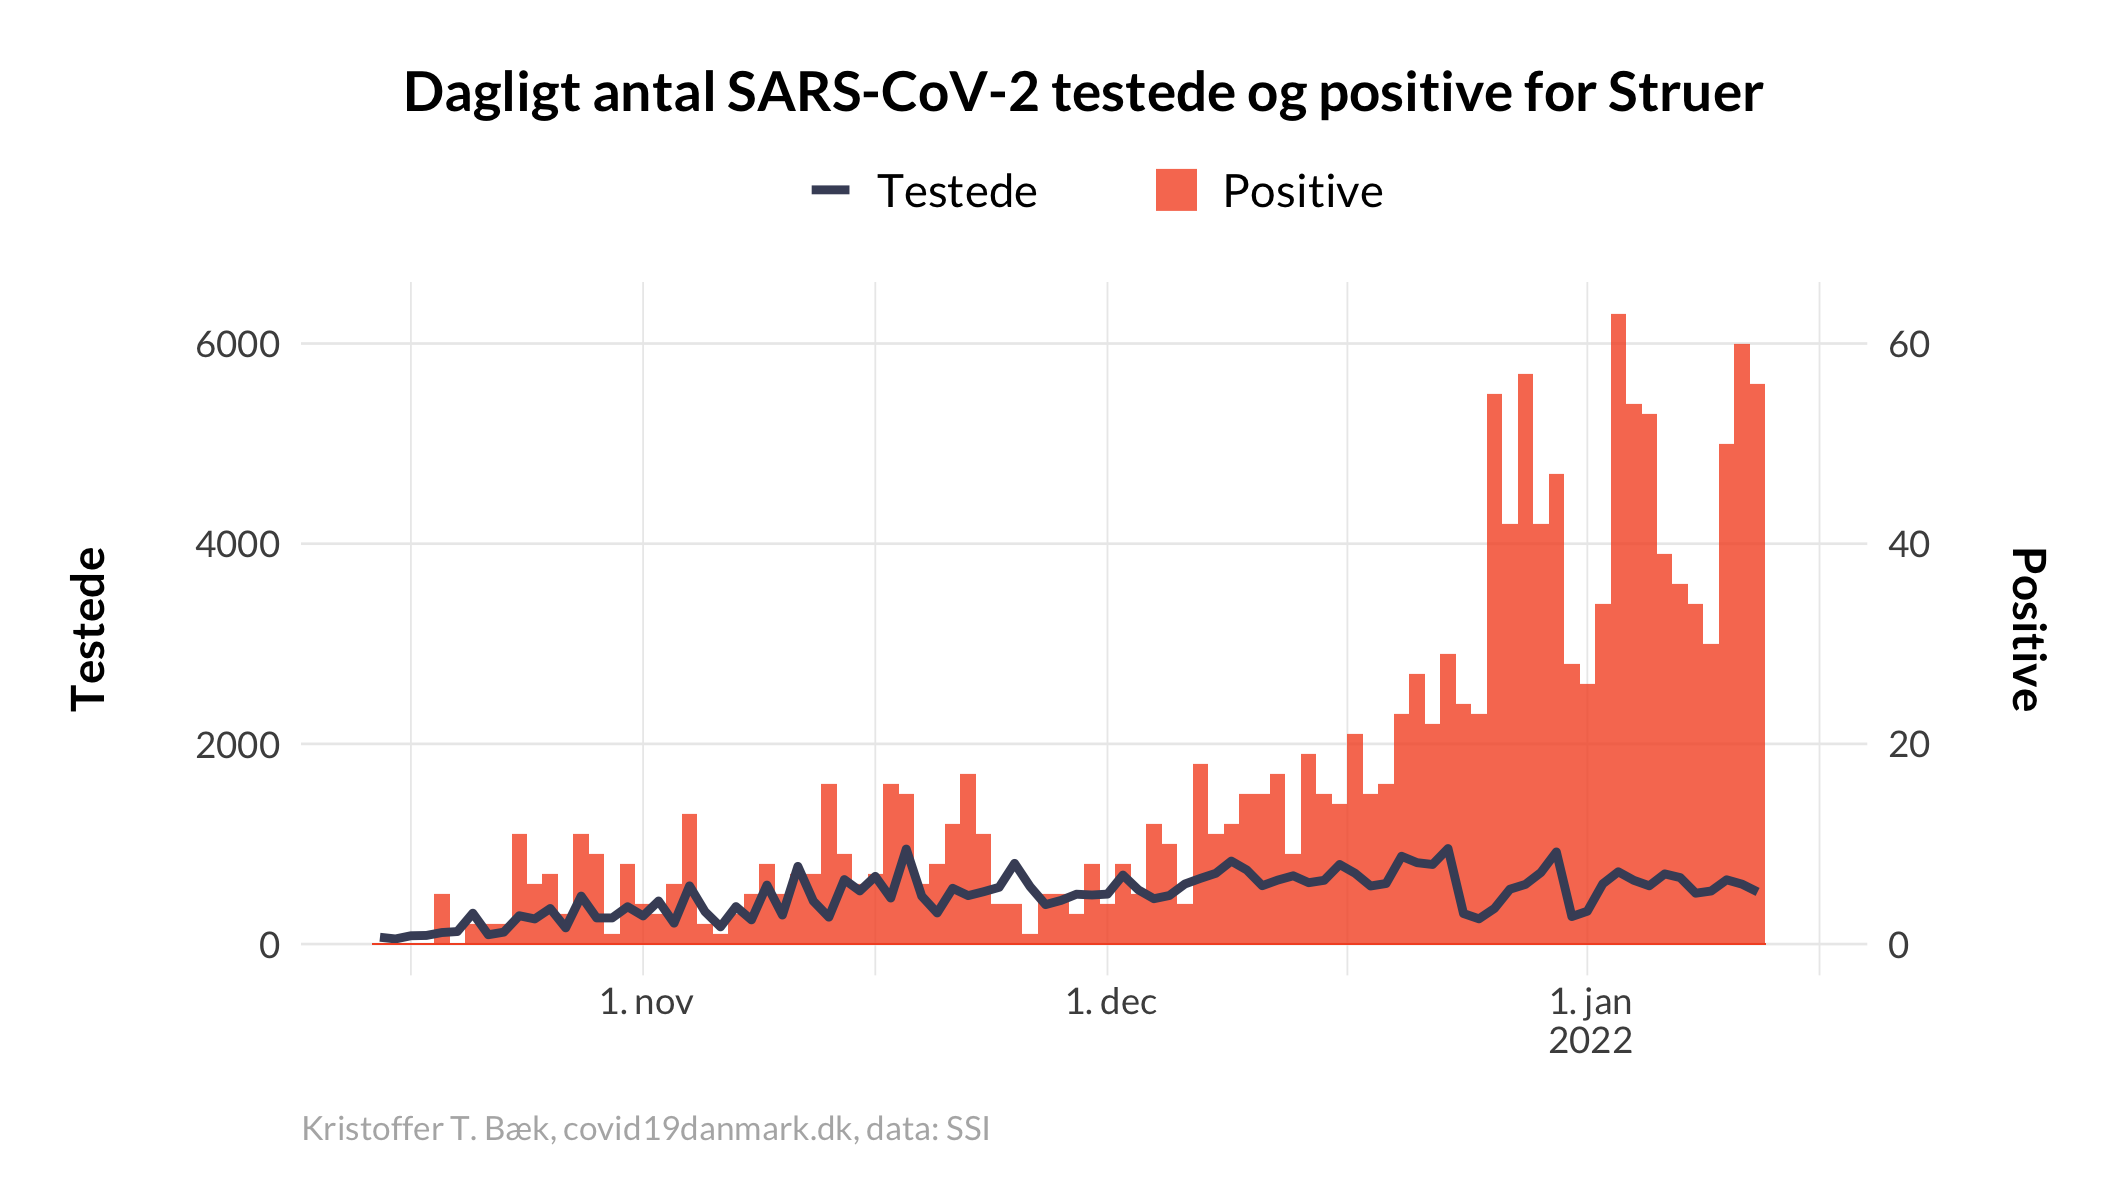 Dagligt antal SARS-CoV-2 testede og positive for Struer
Testede
Positive
6000
4000
2000
0
60
40
20
0
Testede
Positive
1. nov
1. dec
1. jan
2022
Kristoffer T. Bæk, covid19danmark.dk, data: SSI